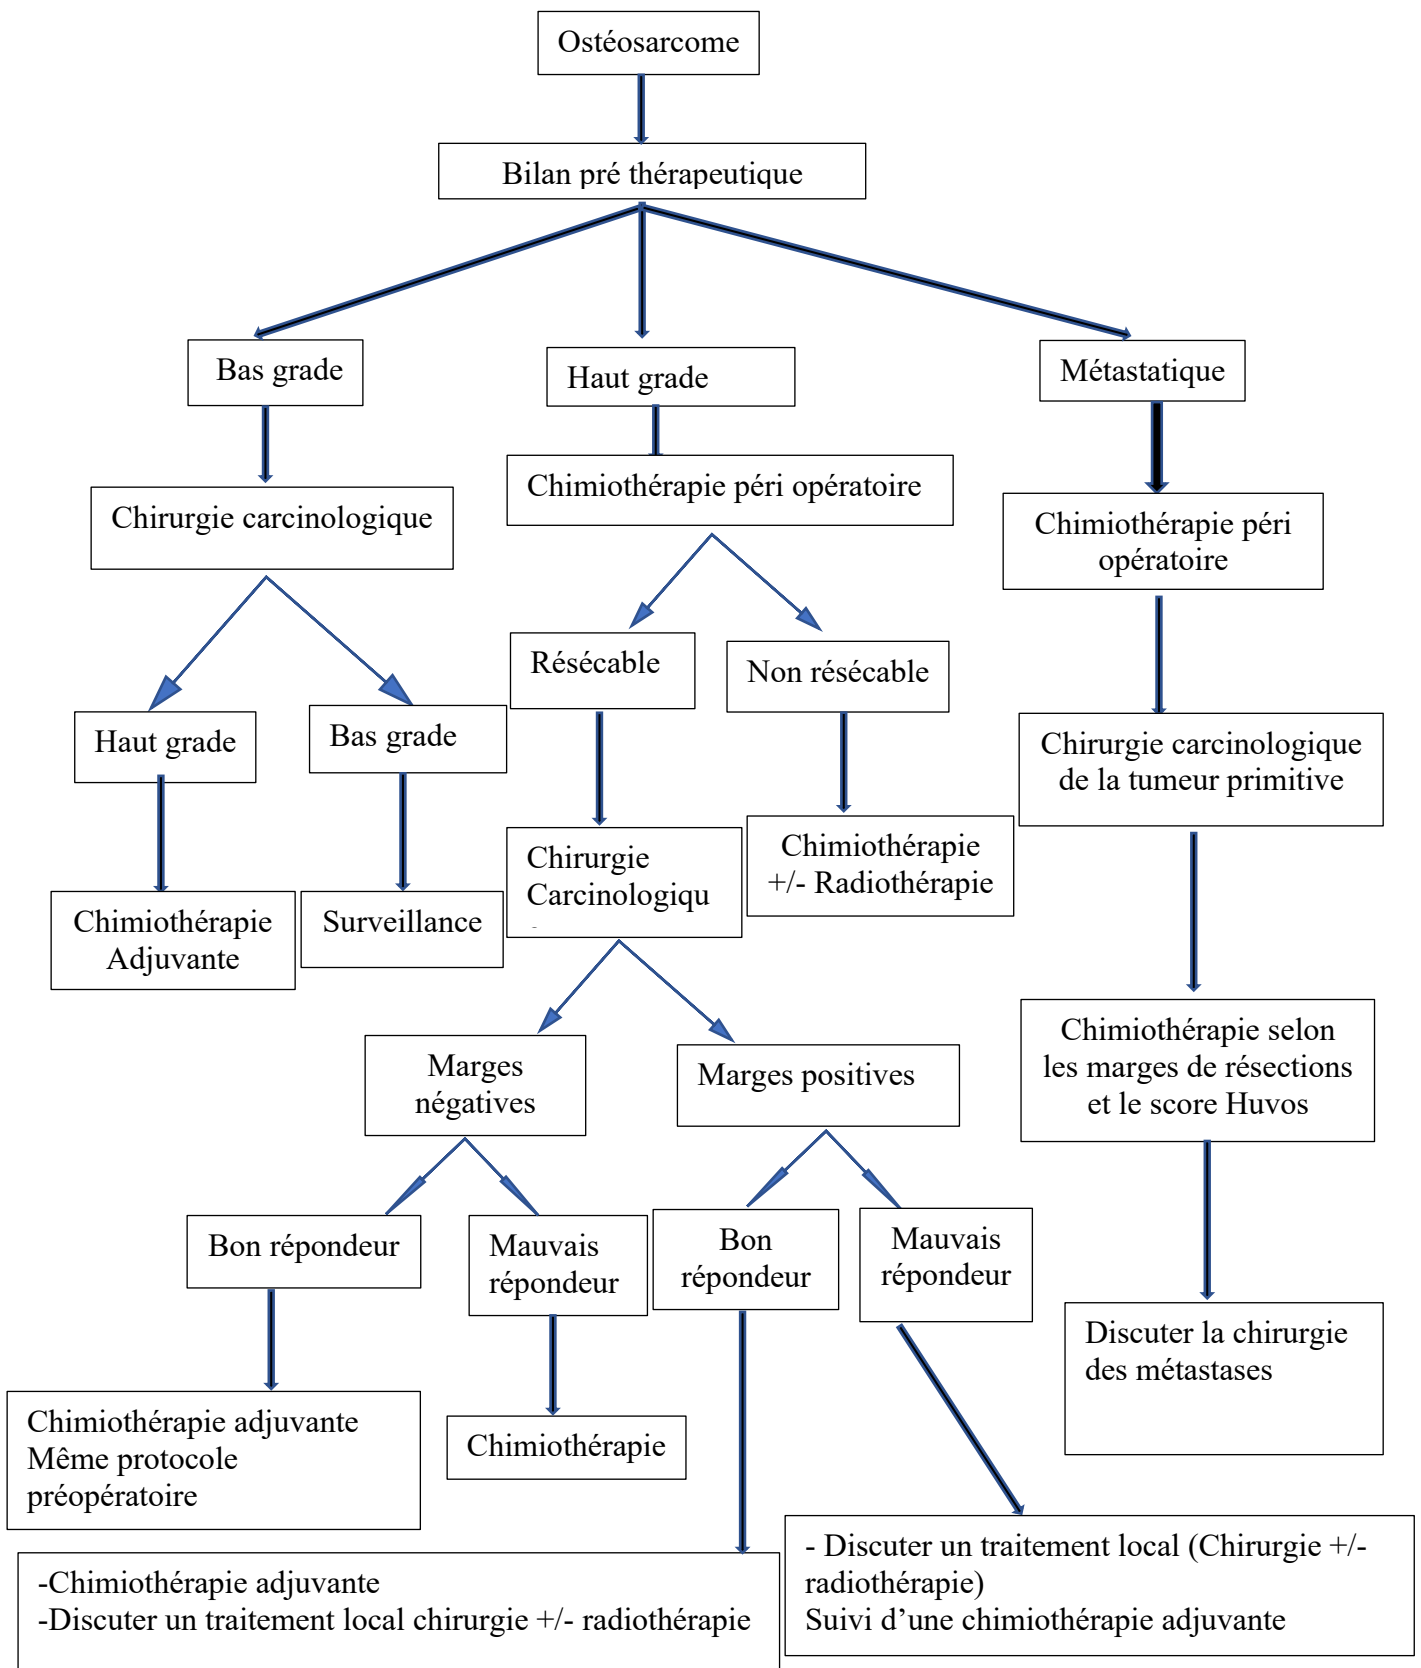 Ostéosarcome
Bilan pré thérapeutique
Bas grade
Haut grade
Métastatique
Chirurgie carcinologique
Chimiothérapie péri opératoire
Chimiothérapie péri
opératoire
Résécable
Non résécable
Haut grade
Bas grade
Chirurgie carcinologique
de la tumeur primitive
Chimiothérapie
Adjuvante
Surveillance
Chirurgie
Carcinologiqu
Chimiothérapie
+/- Radiothérapie
Marges
négatives
Marges positives
Chimiothérapie selon
les marges de résections
et le score Huvos
Bon répondeur
Mauvais
répondeur
Bon
répondeur
Mauvais
répondeur
Discuter la chirurgie
des métastases
Chimiothérapie adjuvante
Même protocole
préopératoire
Chimiothérapie
-Chimiothérapie adjuvante
-Discuter un traitement local chirurgie +/- radiothérapie
- Discuter un traitement local (Chirurgie +/-
radiothérapie)
Suivi d’une chimiothérapie adjuvante